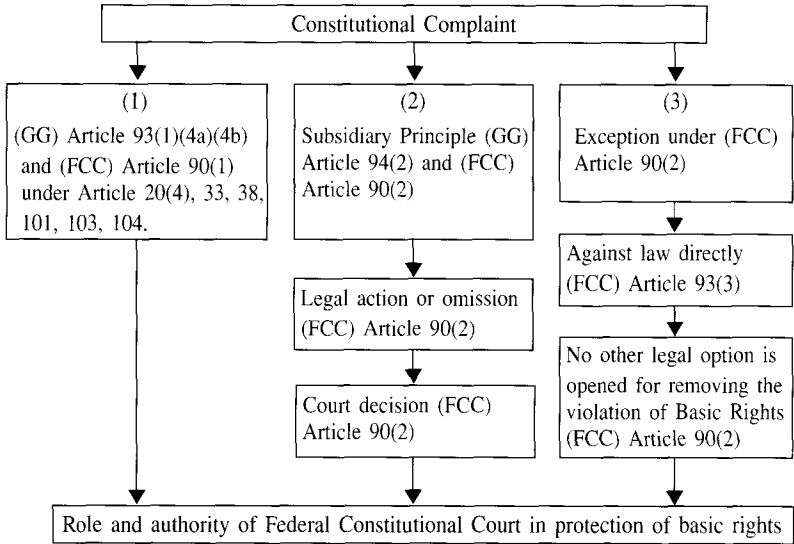 Constitutional Complaint
(1)
(GG) Article 93(1)(4a)(4b)
and (FCC) Article 90(1)
under Article 20(4), 33, 38,
101, 103, 104.
(2)
Subsidiary Principle (GG)
Article 94(2) and (FCC)
Article 90(2)
Legal action or omission
(FCC) Article 90(2)
Court decision (FCC)
Article 90(2)
(3)
Exception under (FCC)
Article 90(2)
Against law directly
(FCC) Article 93(3)
No other legal option is
opened for removing the
violation of Basic Rights
(FCC) Article 90(2)
Role and authority of Federal Constitutional Court in protection of basic rights